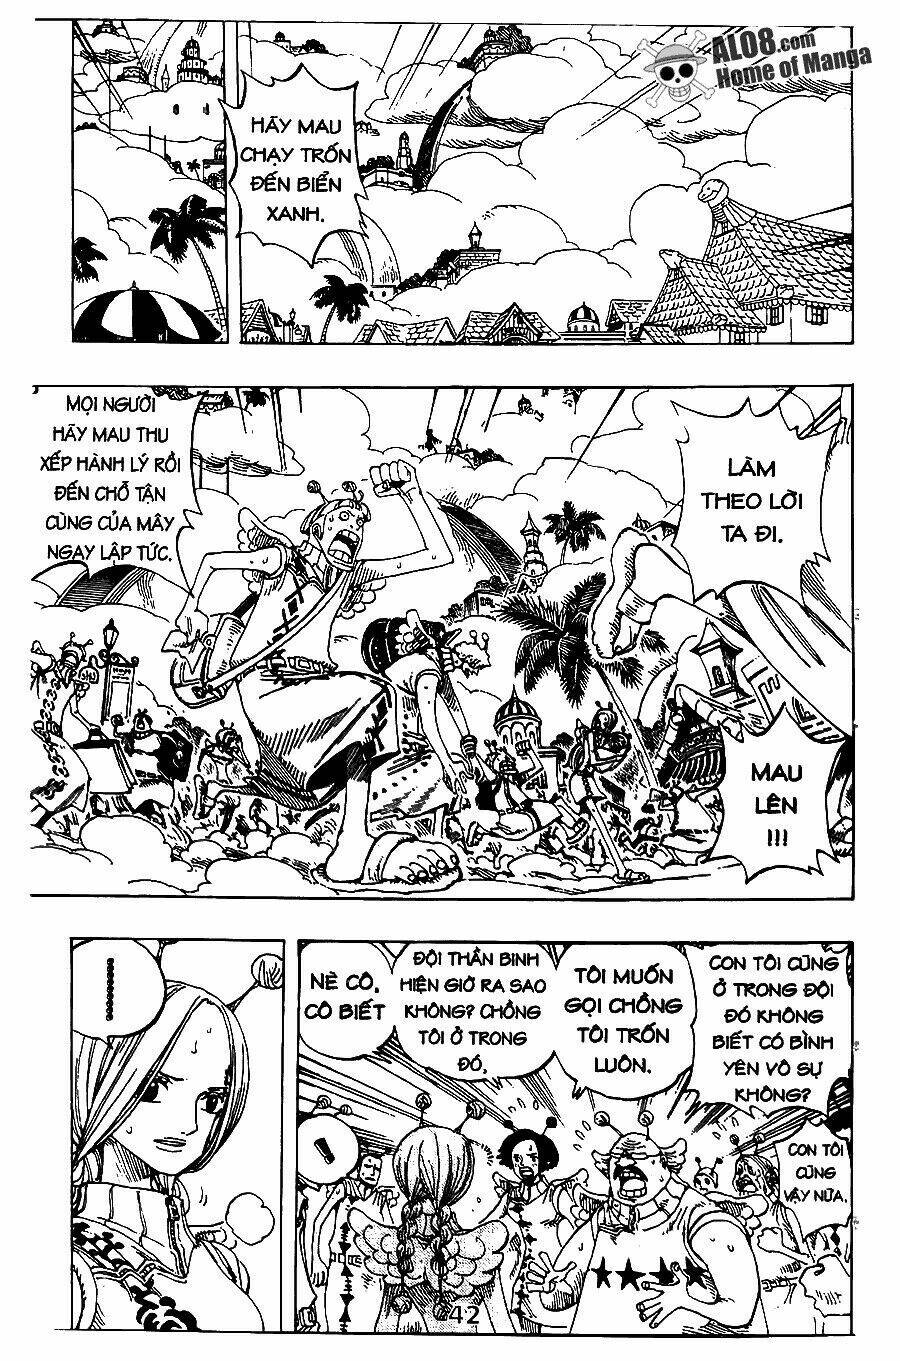 ALO8.com
Home of Manga
HÃY MAU
CHẠY TRỐN
ĐẾN BIỂN
XANH.
MỌI NGƯỜI
HÃY MAU THU
XẾP HÀNH LÝ RỒI
ĐẾN CHỖ TẬN
CÙNG CỦA MÂY
NGAY LẬP TỨC.
LÀM
THEO LỜI
TA ĐI.
MAU
LÊN
!!!
NÈ CÔ,
CÔ BIẾT
ĐỘI THẦN BINH
HIỆN GIỜ RA SAO
KHÔNG? CHỒNG
TÔI Ở TRONG
ĐÓ.
TÔI MUỐN
GỌI CHỒNG
TÔI TRỐN
LUÔN.
CON TÔI CŨNG
Ở TRONG ĐỘI
ĐÓ KHÔNG
BIẾT CÓ BÌNH
YÊN VÔ SỰ
KHÔNG?
CON TÔI
CŨNG
VẬY NỮA.
!
42